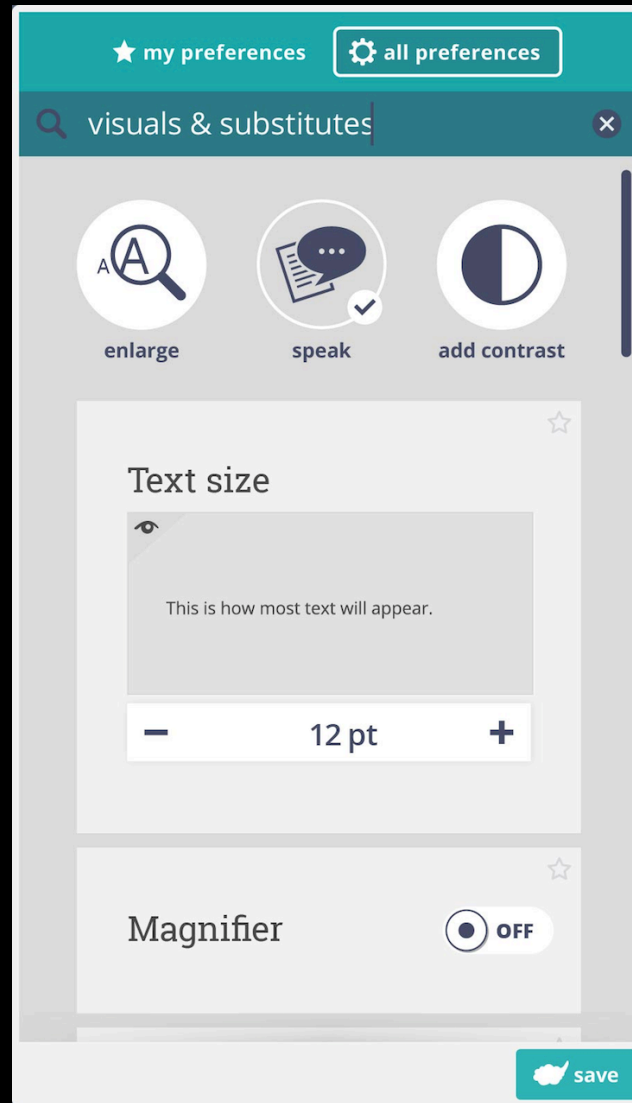 my preferences all preferences
visuals & substitutes
A A
enlarge speak add contrast
Text size
This is how most text will appear.
12 pt
Magnifier OFF
save